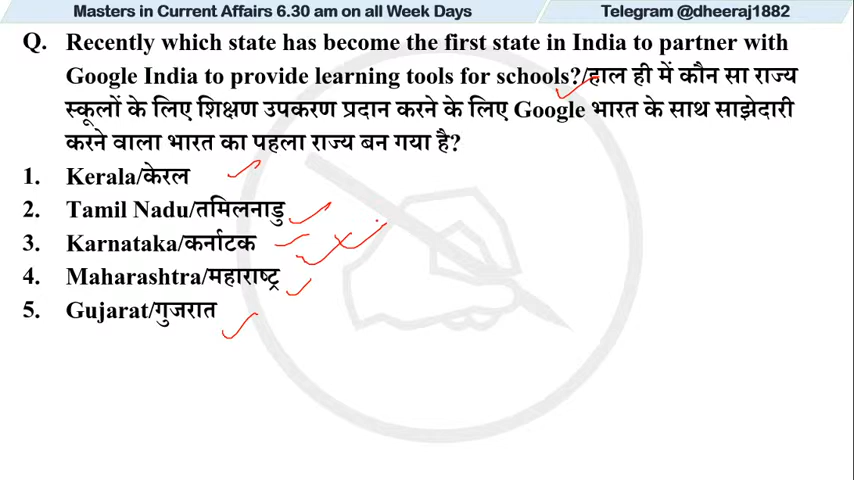 Masters in Current Affairs 6.30 am on all Week Days
Telegram @dheeraj1882
Q. Recently which state has become the first state in India to partner with
Google India to provide learning tools for schools?/हाल ही में कौन सा राज्य
स्कूलों के लिए शिक्षण उपकरण प्रदान करने के लिए Google भारत के साथ साझेदारी
करने वाला भारत का पहला राज्य बन गया है?
1. Kerala/केरल
2. Tamil Nadu/तमिलनाडु
3. Karnataka/कर्नाटक
4. Maharashtra/महाराष्ट्र
5. Gujarat/गुजरात